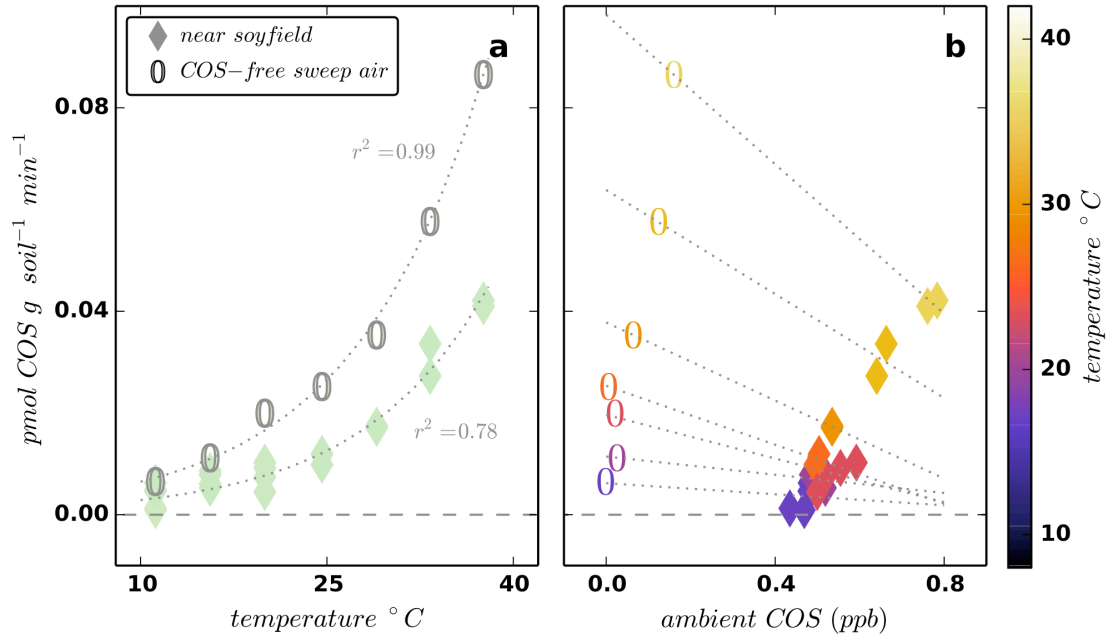 near soyfield
0 COS−free sweep air
a
b
r² =0.99
r² =0.78
0.08
0.04
0.00
pmol COS g soil⁻¹ min⁻¹
10 25 40
temperature °C
0.0 0.4 0.8
ambient COS (ppb)
40
30
20
10
temperature °C